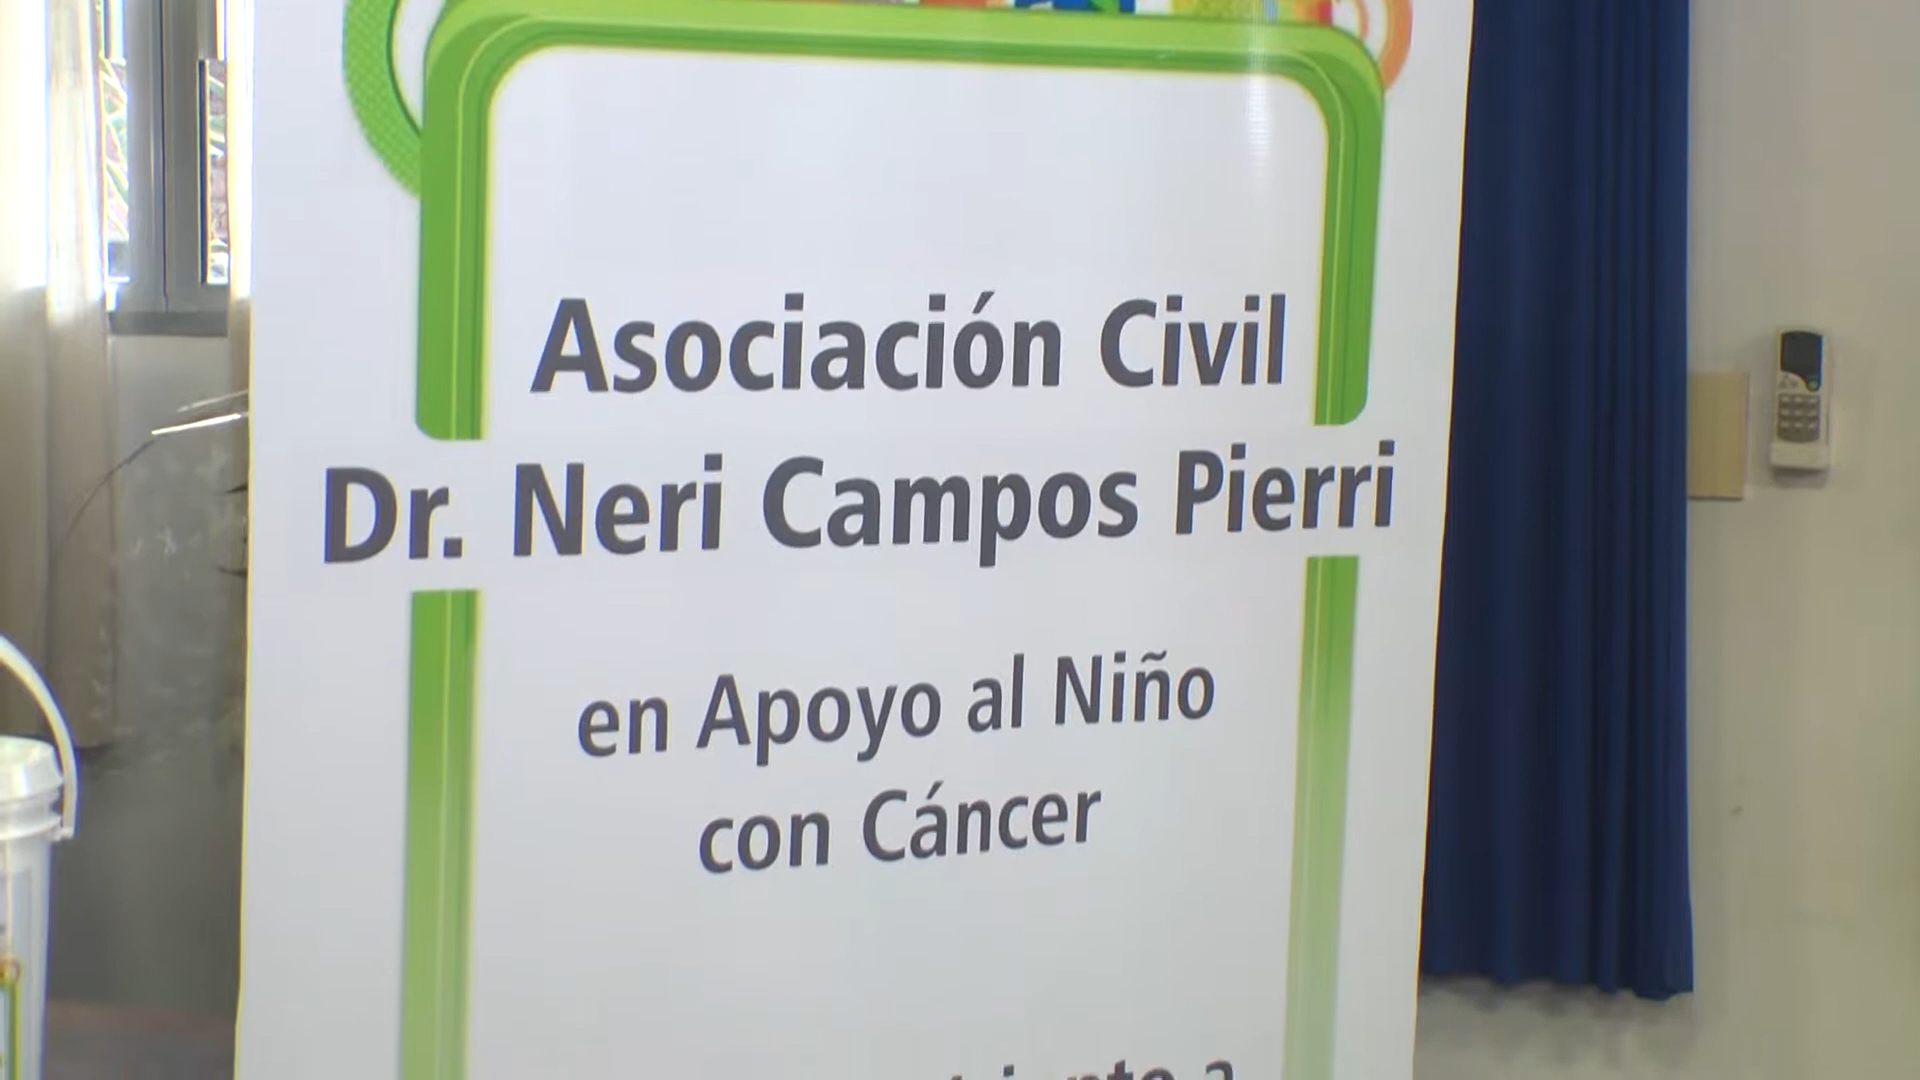 Asociación Civil
Dr. Neri Campos Pierri
en Apoyo al Niño
con Cáncer